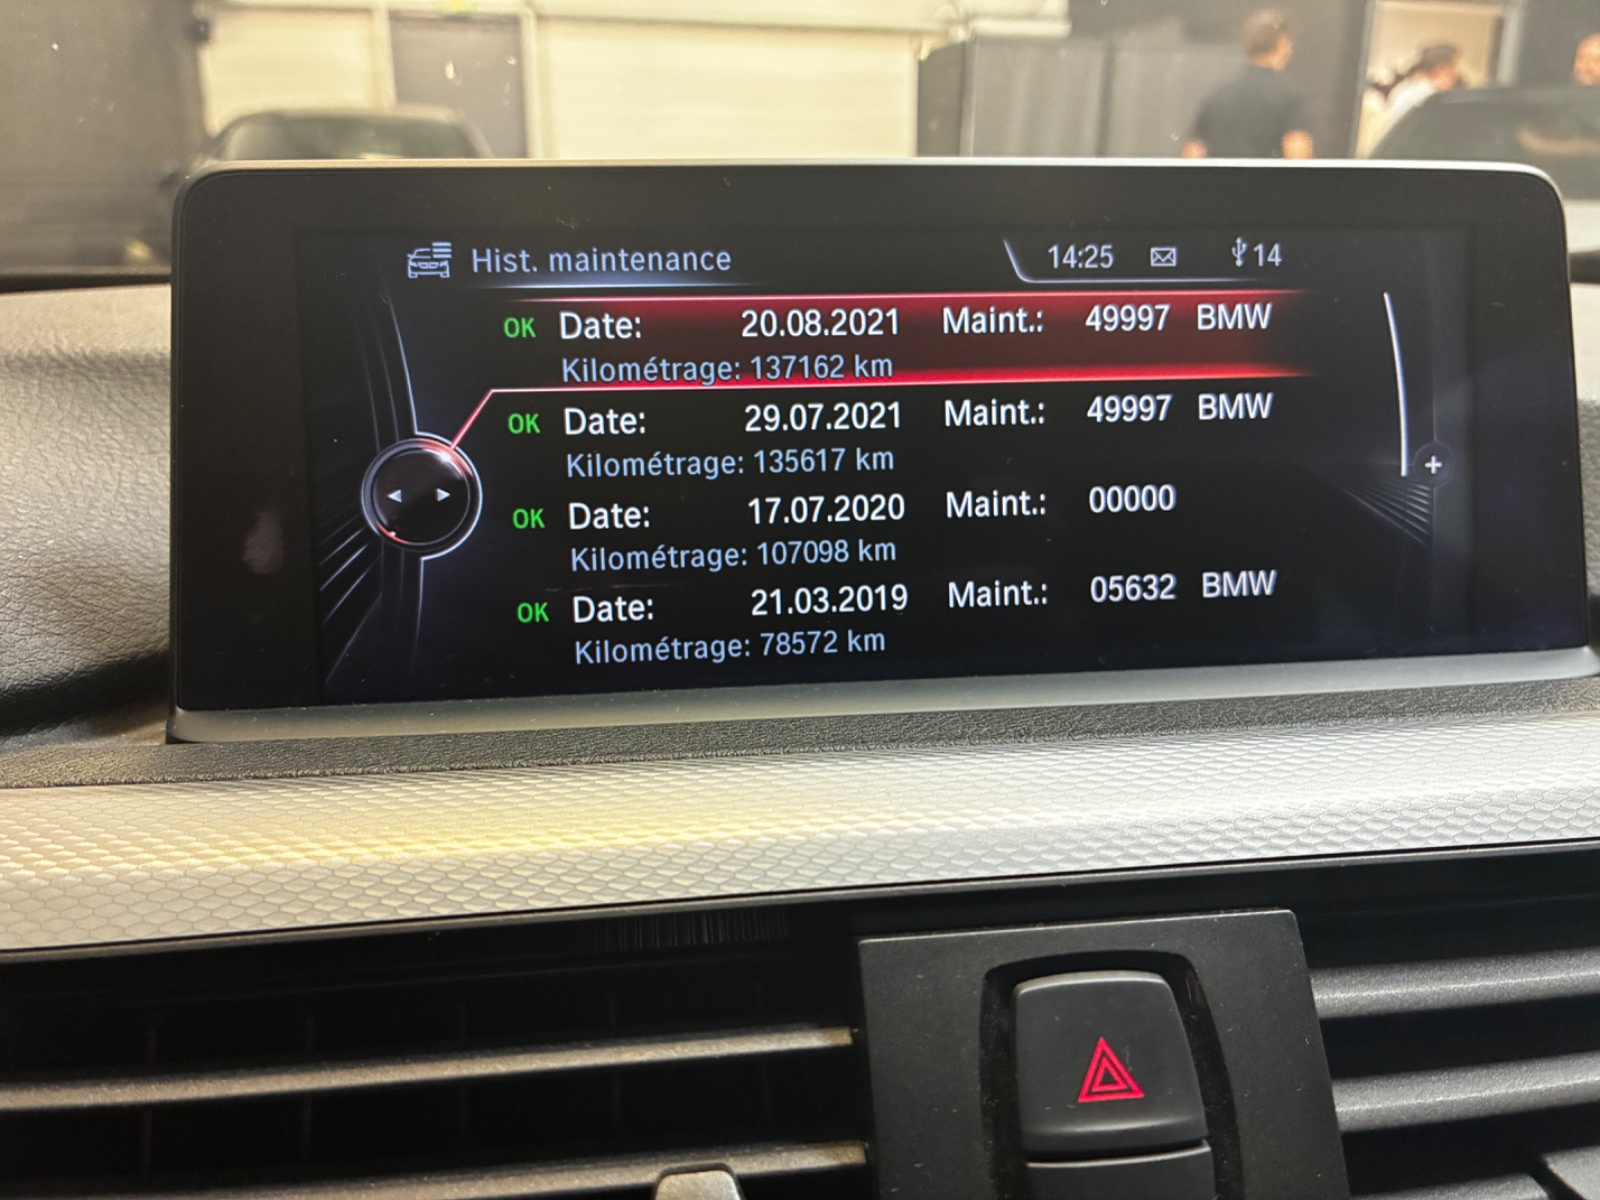 Hist. maintenance 14:25 14
OK Date: 20.08.2021 Maint.: 49997 BMW
Kilométrage: 137162 km
OK Date: 29.07.2021 Maint.: 49997 BMW
Kilométrage: 135617 km
OK Date: 17.07.2020 Maint.: 00000
Kilométrage: 107098 km
OK Date: 21.03.2019 Maint.: 05632 BMW
Kilométrage: 78572 km